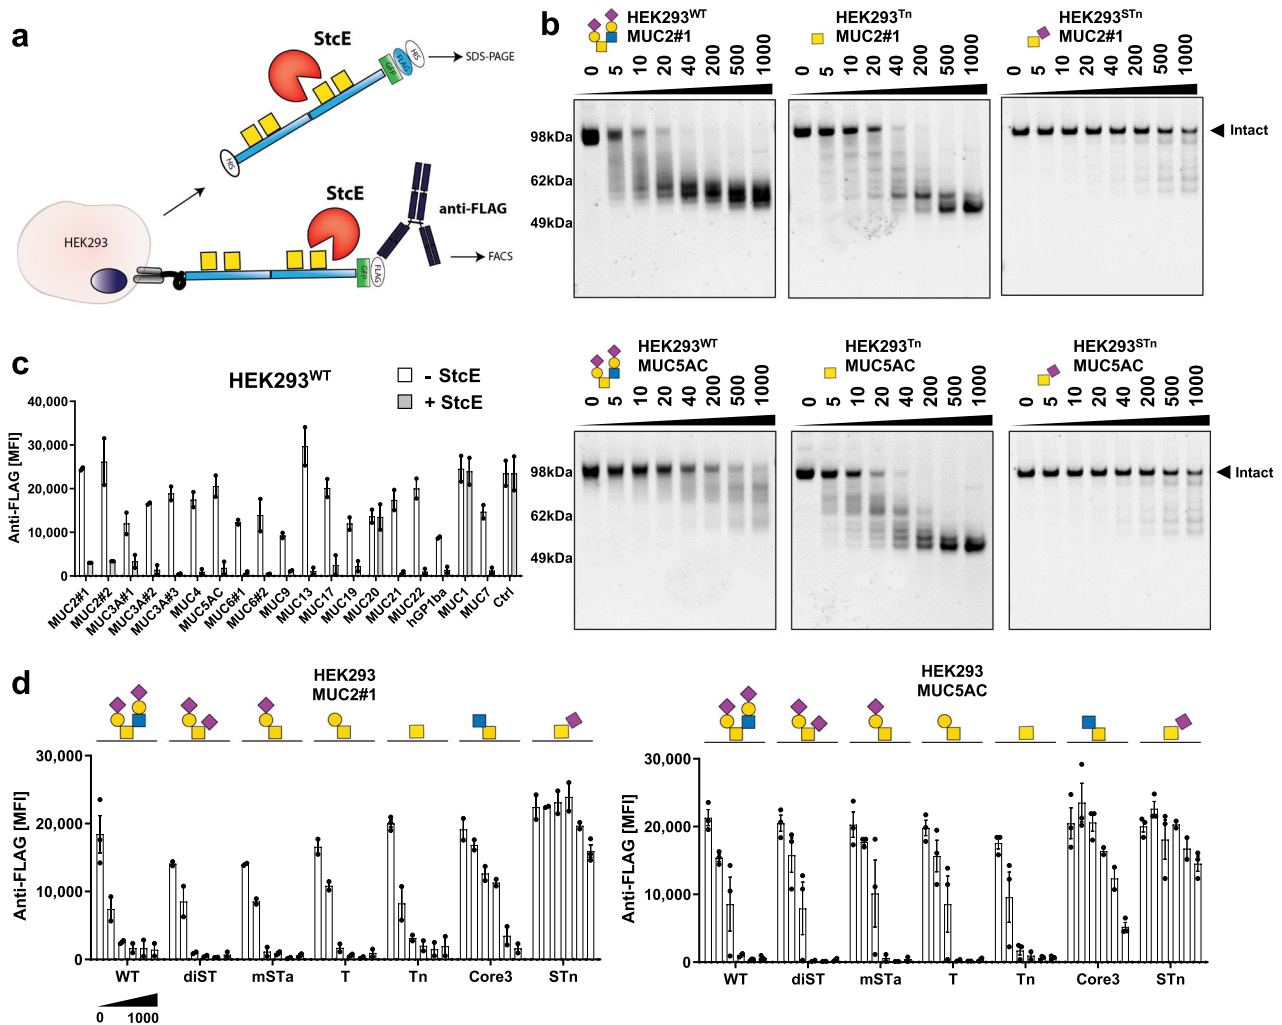 a
StcE
HIS
FLAG
GFP
SDS-PAGE
HIS
StcE
anti-FLAG
HEK293
GFP
FLAG
FACS
b
HEK293WT
MUC2#1
0 5 10 20 40 200 500 1000
HEK293Tn
MUC2#1
0 5 10 20 40 200 500 1000
HEK293STn
MUC2#1
0 5 10 20 40 200 500 1000
98kDa
62kDa
49kDa
Intact
HEK293WT
MUC5AC
0 5 10 20 40 200 500 1000
HEK293Tn
MUC5AC
0 5 10 20 40 200 500 1000
HEK293STn
MUC5AC
0 5 10 20 40 200 500 1000
98kDa
62kDa
49kDa
Intact
c
HEK293WT
- StcE
+ StcE
Anti-FLAG [MFI]
40,000
30,000
20,000
10,000
0
MUC2#1
MUC2#2
MUC3A#1
MUC3A#2
MUC3A#3
MUC4
MUC5AC
MUC6#1
MUC6#2
MUC9
MUC13
MUC17
MUC19
MUC20
MUC21
MUC22
hGP1ba
MUC1
MUC7
Ctrl
d
HEK293
MUC2#1
Anti-FLAG [MFI]
30,000
20,000
10,000
0
WT diST mSTa T Tn Core3 STn
0 1000
HEK293
MUC5AC
Anti-FLAG [MFI]
30,000
20,000
10,000
0
WT diST mSTa T Tn Core3 STn